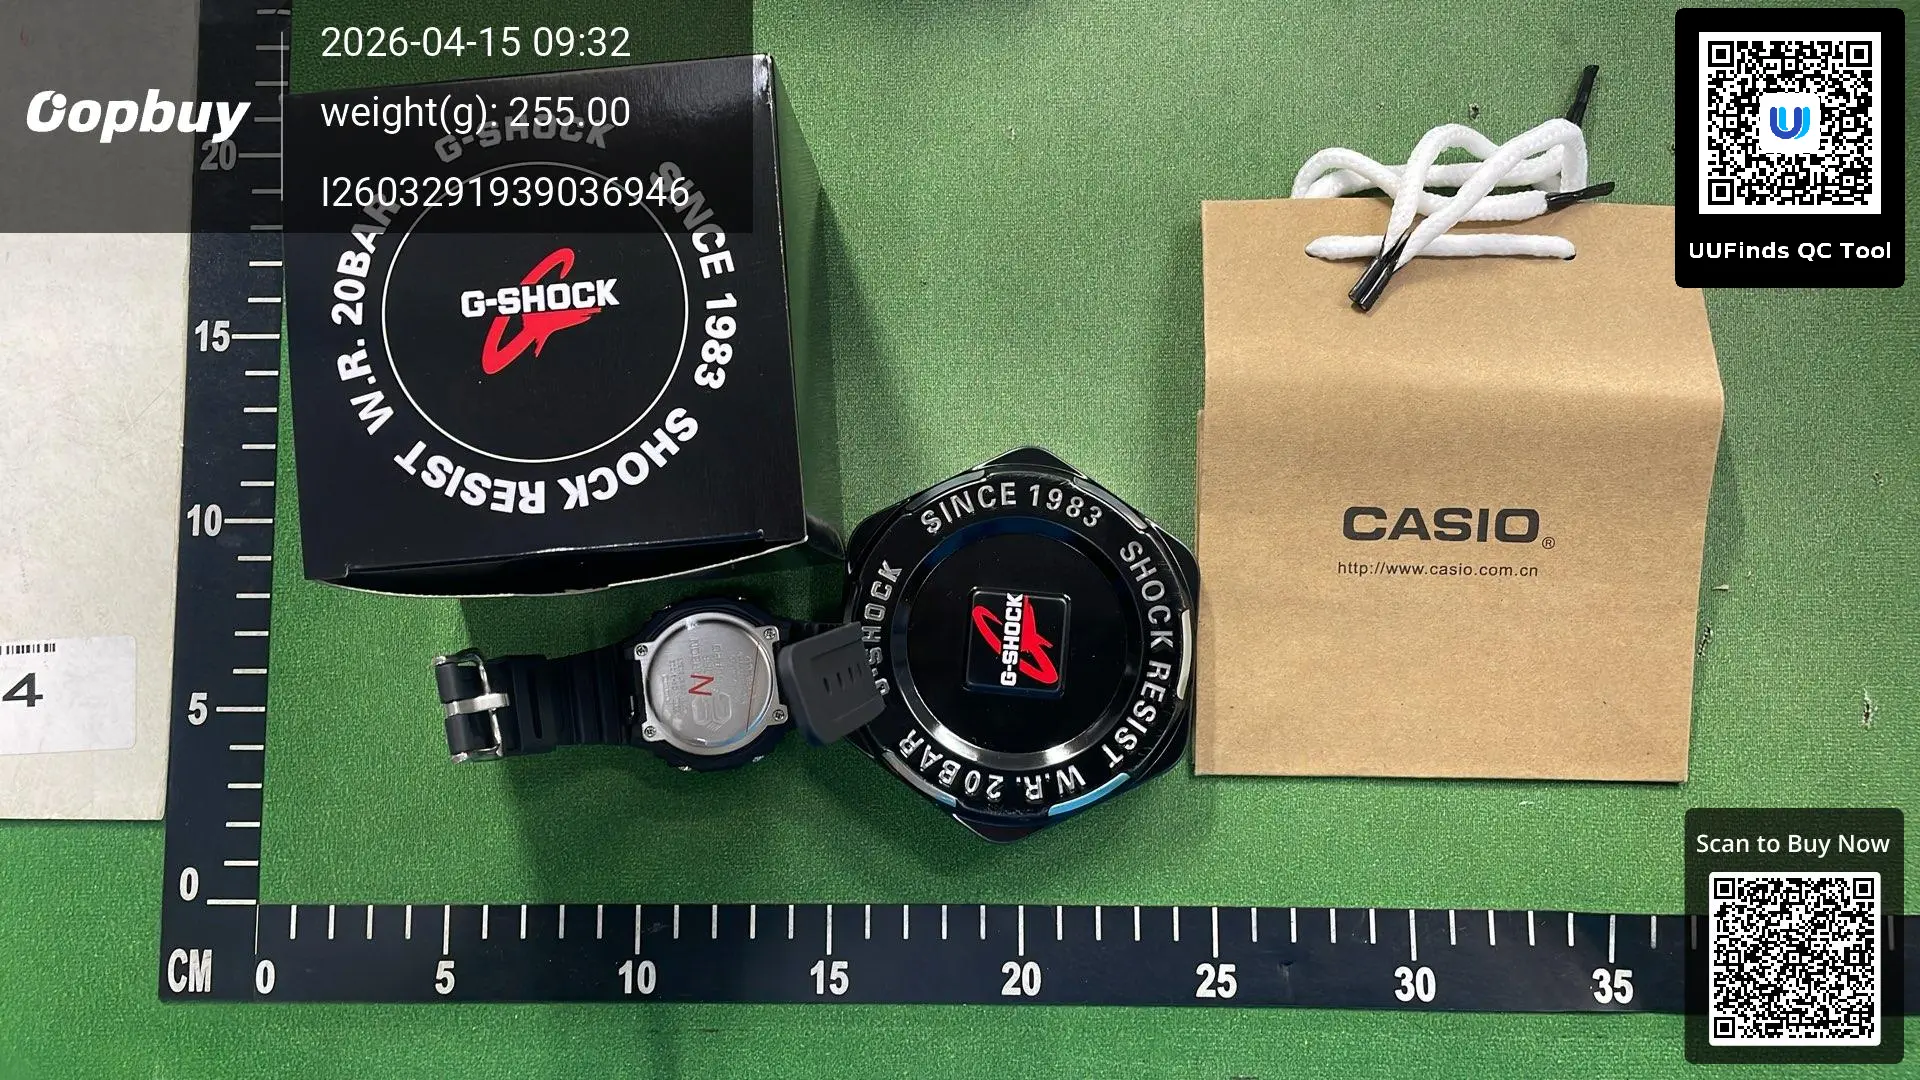 Oopbuy
2026-04-15 09:32
weight(g): 255.00
I2603291939036946
G-SHOCK
SINCE 1983
SHOCK RESIST
W.R. 20BAR
G-SHOCK
SINCE 1983
SHOCK RESIST
W.R. 20BAR
G-SHOCK
G-SHOCK
CASIO®
http://www.casio.com.cn
UUFinds QC Tool
Scan to Buy Now
4
N
20
15
10
5
0
CM
0 5 10 15 20 25 30 35